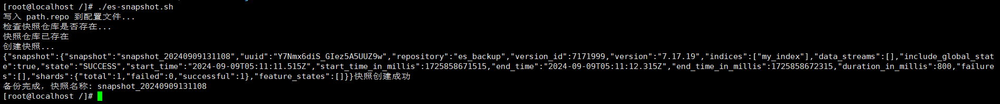 [root@localhost /]# ./es-snapshot.sh
写入 path.repo 到配置文件...
检查快照仓库是否存在...
快照仓库已存在
创建快照...
{"snapshot":{"snapshot":"snapshot_20240909131108","uuid":"Y7Nmx6diS_GIez5A5UUZ9w","repository":"es_backup","version_id":7171999,"version":"7.17.19","indices":["my_index"],"data_streams":[],"include_global_stat
e":true,"state":"SUCCESS","start_time":"2024-09-09T05:11:11.515Z","start_time_in_millis":1725858671515,"end_time":"2024-09-09T05:11:12.315Z","end_time_in_millis":1725858672315,"duration_in_millis":800,"failure
s":[],"shards":{"total":1,"failed":0,"successful":1},"feature_states":[]}}快照创建成功
备份完成，快照名称: snapshot_20240909131108
[root@localhost /]#